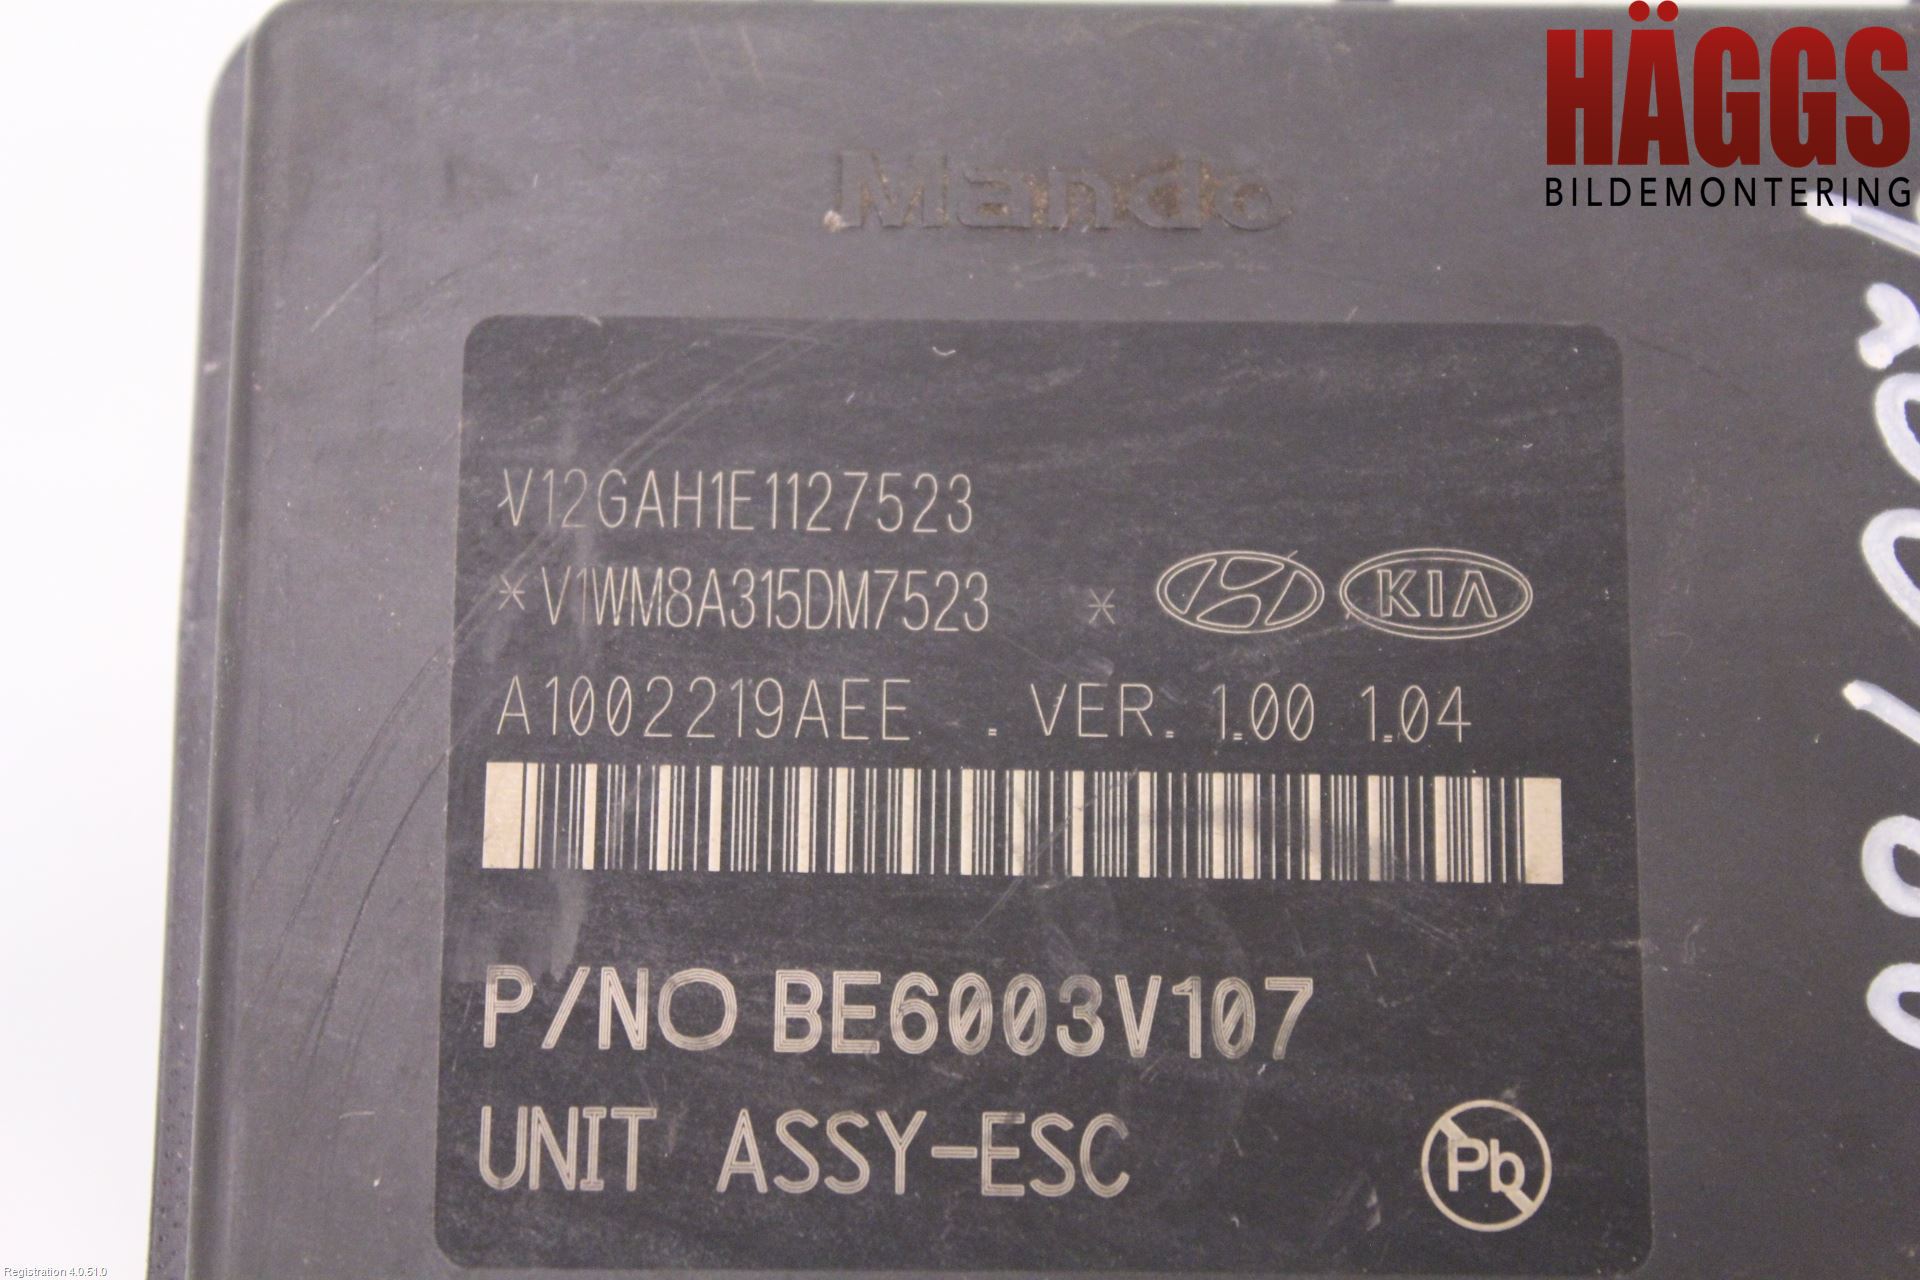 HÄGGS
BILDEMONTERING
Mando
V12GAH1E1127523
*V1WM8A315DM7523 *
KIA
A1002219AEE . VER. 1.00 1.04
P/NO BE6003V107
UNIT ASSY-ESC
Pb
Registration 4.0.51.0